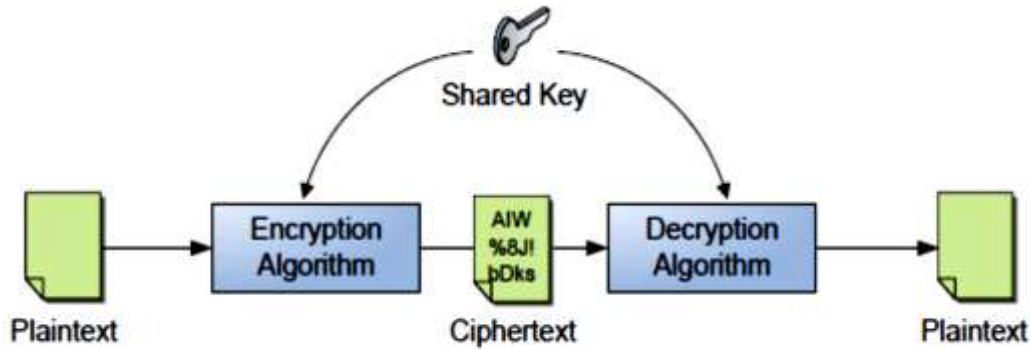 Shared Key
Encryption
Algorithm
AIW
%8J!
bDks
Decryption
Algorithm
Plaintext
Ciphertext
Plaintext